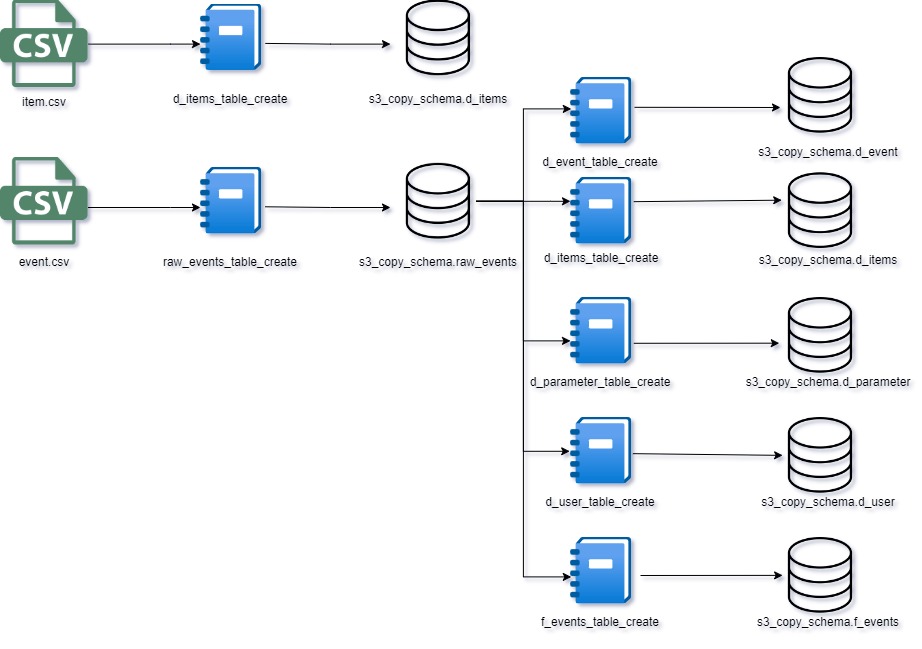 CSV
item.csv
d_items_table_create
s3_copy_schema.d_items
CSV
event.csv
raw_events_table_create
s3_copy_schema.raw_events
d_event_table_create
s3_copy_schema.d_event
d_items_table_create
s3_copy_schema.d_items
d_parameter_table_create
s3_copy_schema.d_parameter
d_user_table_create
s3_copy_schema.d_user
f_events_table_create
s3_copy_schema.f_events